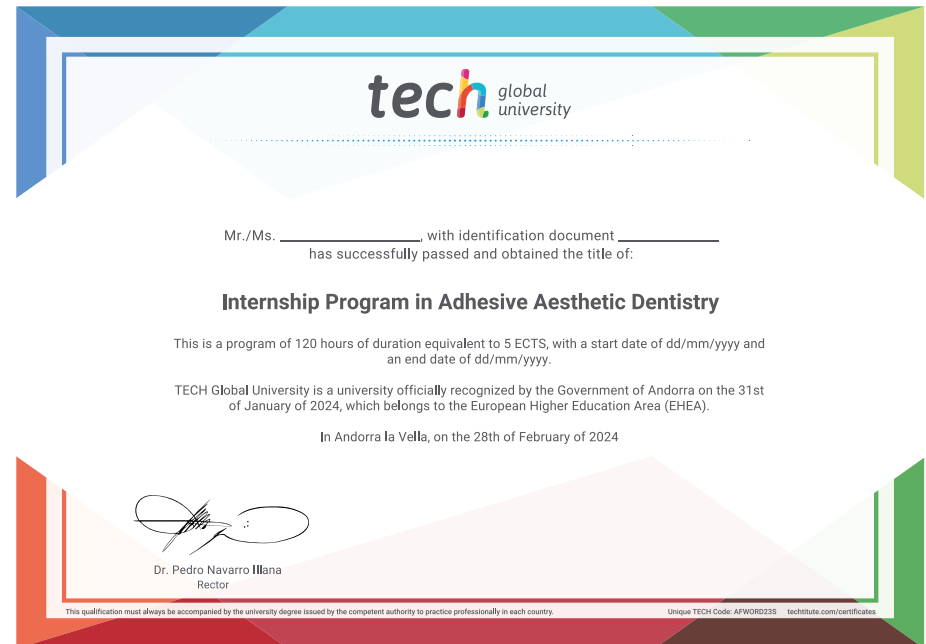 tech global university
Mr./Ms. ____________, with identification document ____________
has successfully passed and obtained the title of:
Internship Program in Adhesive Aesthetic Dentistry
This is a program of 120 hours of duration equivalent to 5 ECTS, with a start date of dd/mm/yyyy and
an end date of dd/mm/yyyy.
TECH Global University is a university officially recognized by the Government of Andorra on the 31st
of January of 2024, which belongs to the European Higher Education Area (EHEA).
In Andorra la Vella, on the 28th of February of 2024
Dr. Pedro Navarro Illana
Rector
This qualification must always be accompanied by the university degree issued by the competent authority to practice professionally in each country.
Unique TECH Code: AFWORD23S techtitute.com/certificates